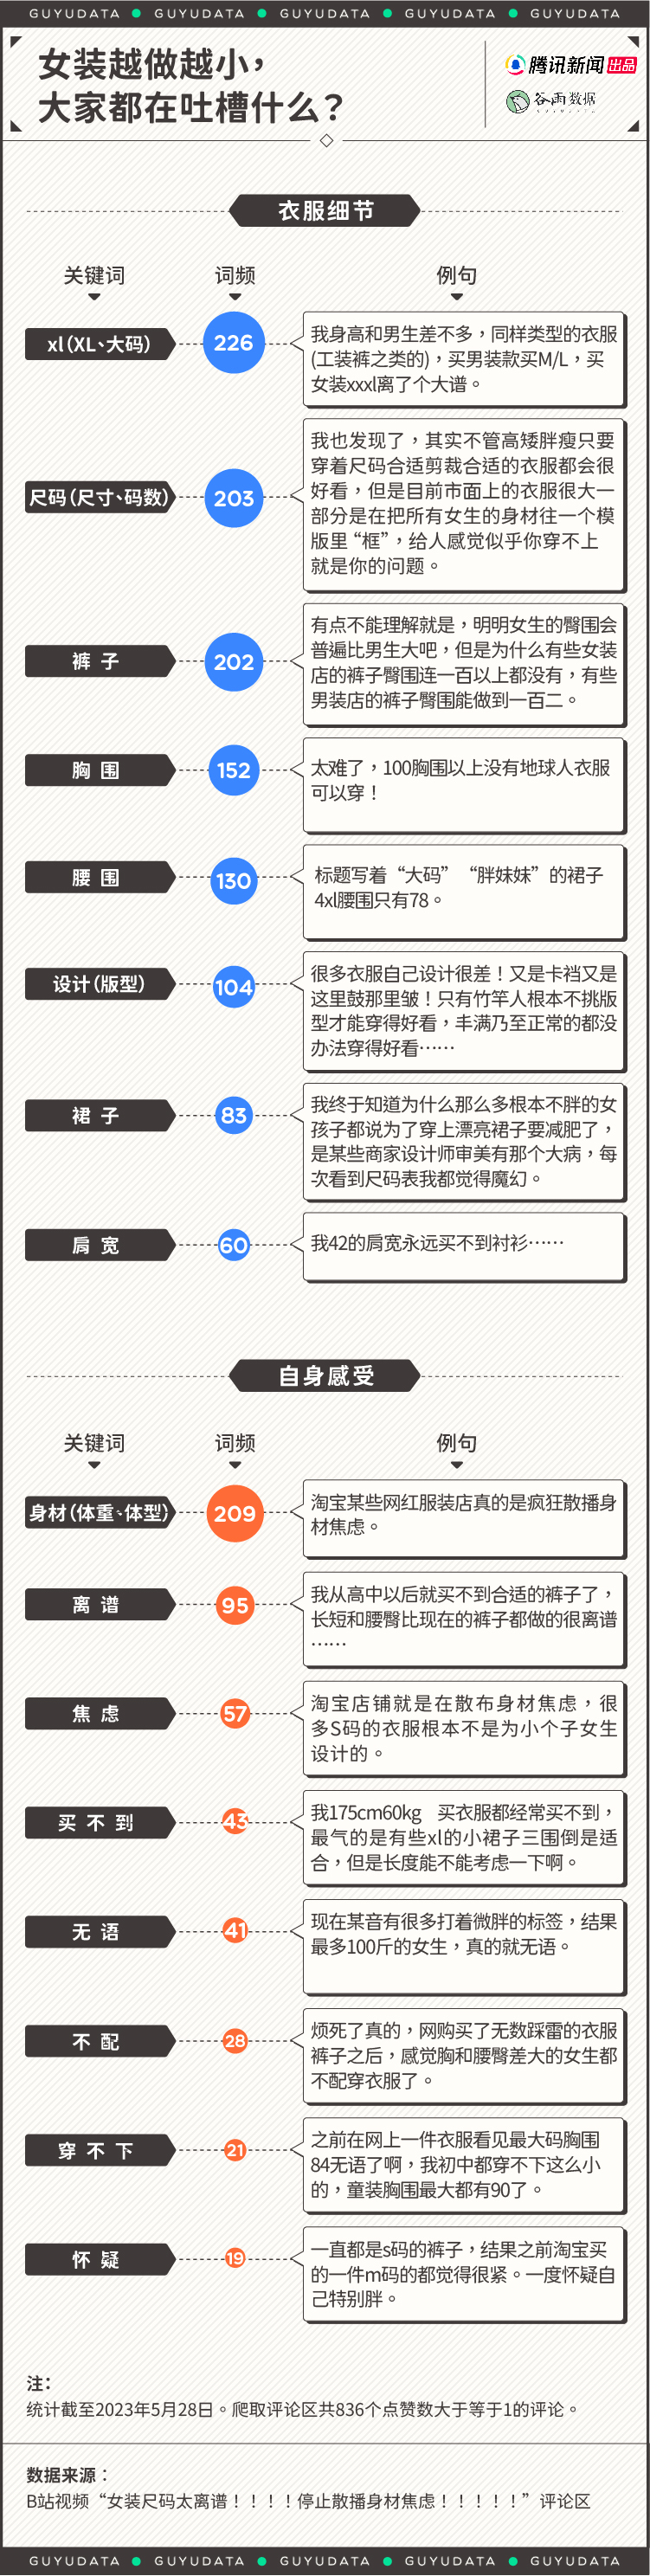 GUYUDATA GUYUDATA GUYUDATA GUYUDATA GUYUDATA
女装越做越小,
大家都在吐槽什么?
腾讯新闻 出品
谷雨数据
衣服细节
关键词 词频 例句
xl(XL、大码) 226
我身高和男生差不多，同样类型的衣服
(工装裤之类的)，买男装款买M/L，买
女装xxxl离了个大谱。
尺码(尺寸、码数) 203
我也发现了，其实不管高矮胖瘦只要
穿着尺码合适剪裁合适的衣服都会很
好看，但是目前市面上的衣服很大一
部分是在把所有女生的身材往一个模
版里“框”，给人感觉似乎你穿不上
就是你的问题。
裤子 202
有点不能理解就是，明明女生的臀围会
普遍比男生大吧，但是为什么有些女装
店的裤子臀围连一百以上都没有，有些
男装店的裤子臀围能做到一百二。
胸围 152
太难了，100胸围以上没有地球人衣服
可以穿！
腰围 130
标题写着“大码”“胖妹妹”的裙子
4xl腰围只有78。
设计(版型) 104
很多衣服自己设计很差！又是卡裆又是
这里鼓那里皱！只有竹竿人根本不挑版
型才能穿得好看，丰满乃至正常的都没
办法穿得好看……
裙子 83
我终于知道为什么那么多根本不胖的女
孩子都说为了穿上漂亮裙子要减肥了，
是某些商家设计师审美有那个大病，每
次看到尺码表我都觉得魔幻。
肩宽 60
我42的肩宽永远买不到衬衫……
自身感受
关键词 词频 例句
身材(体重、体型) 209
淘宝某些网红服装店真的是疯狂散播身
材焦虑。
离谱 95
我从高中以后就买不到合适的裤子了，
长短和腰臀比现在的裤子都做的很离谱
……
焦虑 57
淘宝店铺就是在散布身材焦虑，很
多S码的衣服根本不是为小个子女生
设计的。
买不到 43
我175cm60kg 买衣服都经常买不到，
最气的是有些xl的小裙子三围倒是适
合，但是长度能不能考虑一下啊。
无语 41
现在某音有很多打着微胖的标签，结果
最多100斤的女生，真的就无语。
不配 28
烦死了真的，网购买了无数踩雷的衣服
裤子之后，感觉胸和腰臀差大的女生都
不配穿衣服了。
穿不下 21
之前在网上一件衣服看见最大码胸围
84无语了啊，我初中都穿不下这么小
的，童装胸围最大都有90了。
怀疑 19
一直都是s码的裤子，结果之前淘宝买
的一件m码的都觉得很紧。一度怀疑自
己特别胖。
注：
统计截至2023年5月28日。爬取评论区共836个点赞数大于等于1的评论。
数据来源：
B站视频“女装尺码太离谱！！！！停止散播身材焦虑！！！！！”评论区
GUYUDATA GUYUDATA GUYUDATA GUYUDATA GUYUDATA